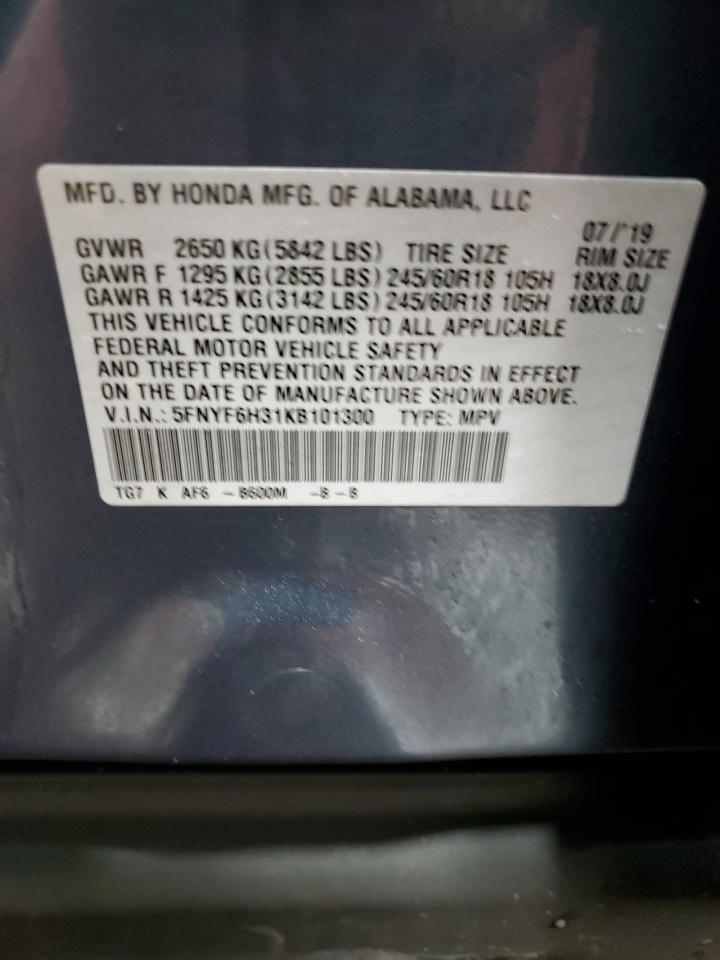 MFD. BY HONDA MFG. OF ALABAMA, LLC
07/'19
GVWR 2650 KG(5842 LBS) TIRE SIZE RIM SIZE
GAWR F 1295 KG(2855 LBS) 245/60R18 105H 18X8.0J
GAWR R 1425 KG(3142 LBS) 245/60R18 105H 18X8.0J
THIS VEHICLE CONFORMS TO ALL APPLICABLE
FEDERAL MOTOR VEHICLE SAFETY
AND THEFT PREVENTION STANDARDS IN EFFECT
ON THE DATE OF MANUFACTURE SHOWN ABOVE.
V.I.N.: 5FNYF6H31KB101300 TYPE: MPV
TG7 K AF6 -B600M -B-B